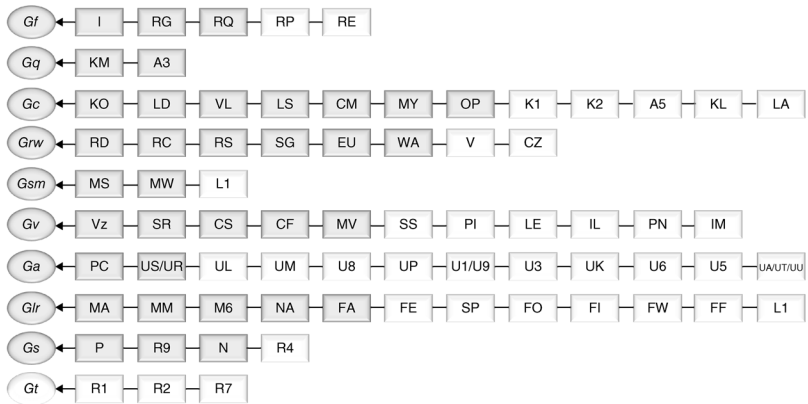 Gf I RG RQ RP RE
Gq KM A3
Gc KO LD VL LS CM MY OP K1 K2 A5 KL LA
Grw RD RC RS SG EU WA V CZ
Gsm MS MW L1
Gv Vz SR CS CF MV SS PI LE IL PN IM
Ga PC US/UR UL UM U8 UP U1/U9 U3 UK U6 U5 UA/UT/UU
Glr MA MM M6 NA FA FE SP FO FI FW FF L1
Gs P R9 N R4
Gt R1 R2 R7